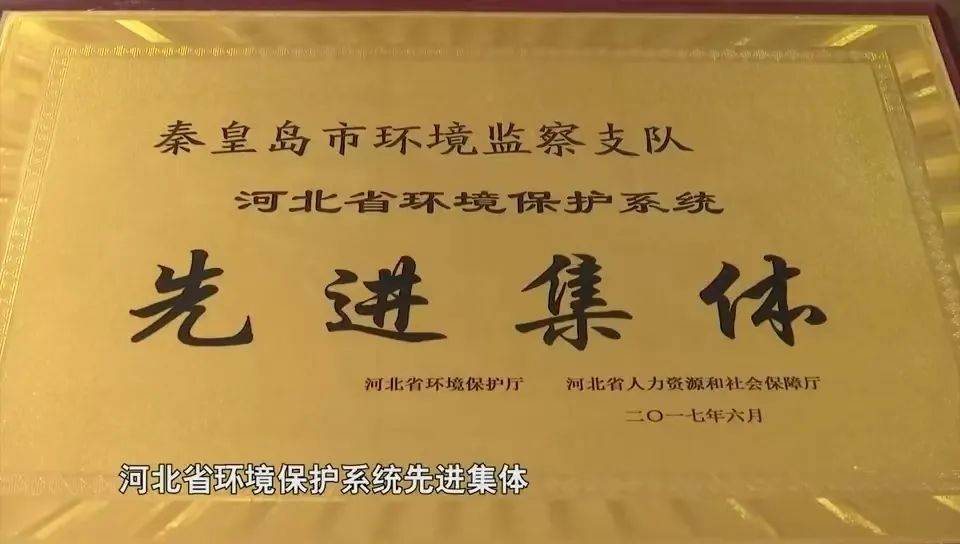 秦皇岛市环境监察支队
河北省环境保护系统
先进集体
河北省环境保护厅 河北省人力资源和社会保障厅
二〇一七年六月
河北省环境保护系统先进集体